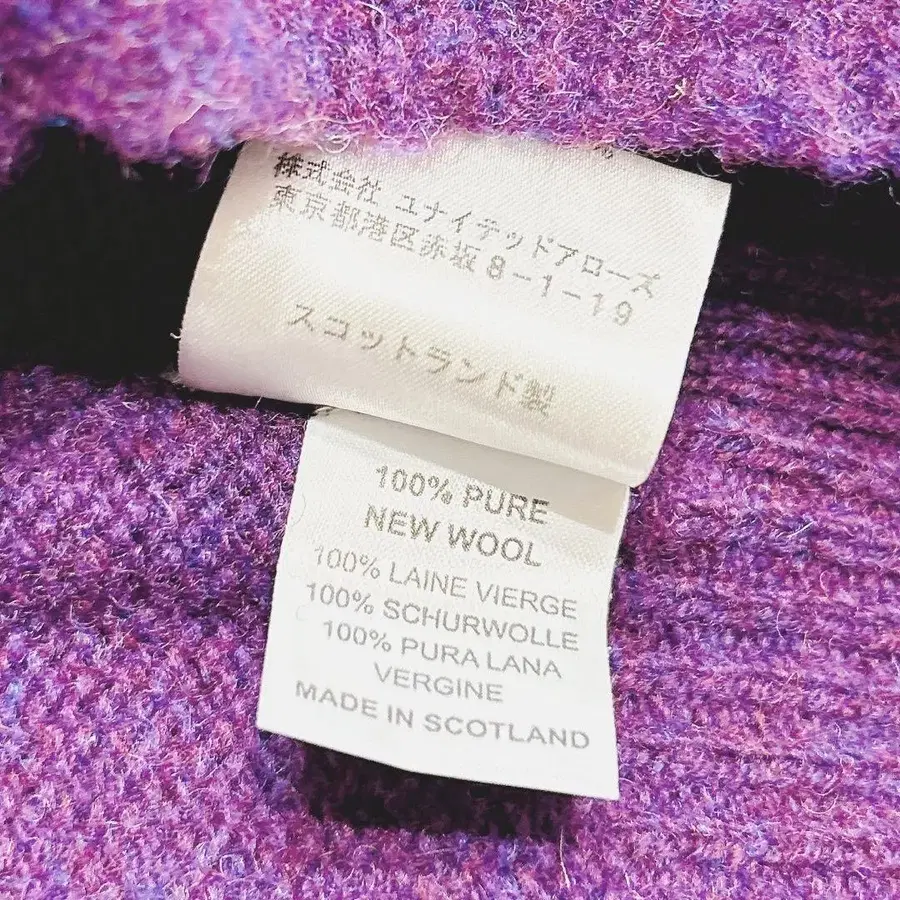 株式会社 ユナイテッドアローズ
東京都港区赤坂8-1-19
スコットランド製
100% PURE
NEW WOOL
100% LAINE VIERGE
100% SCHURWOLLE
100% PURA LANA
VERGINE
MADE IN SCOTLAND